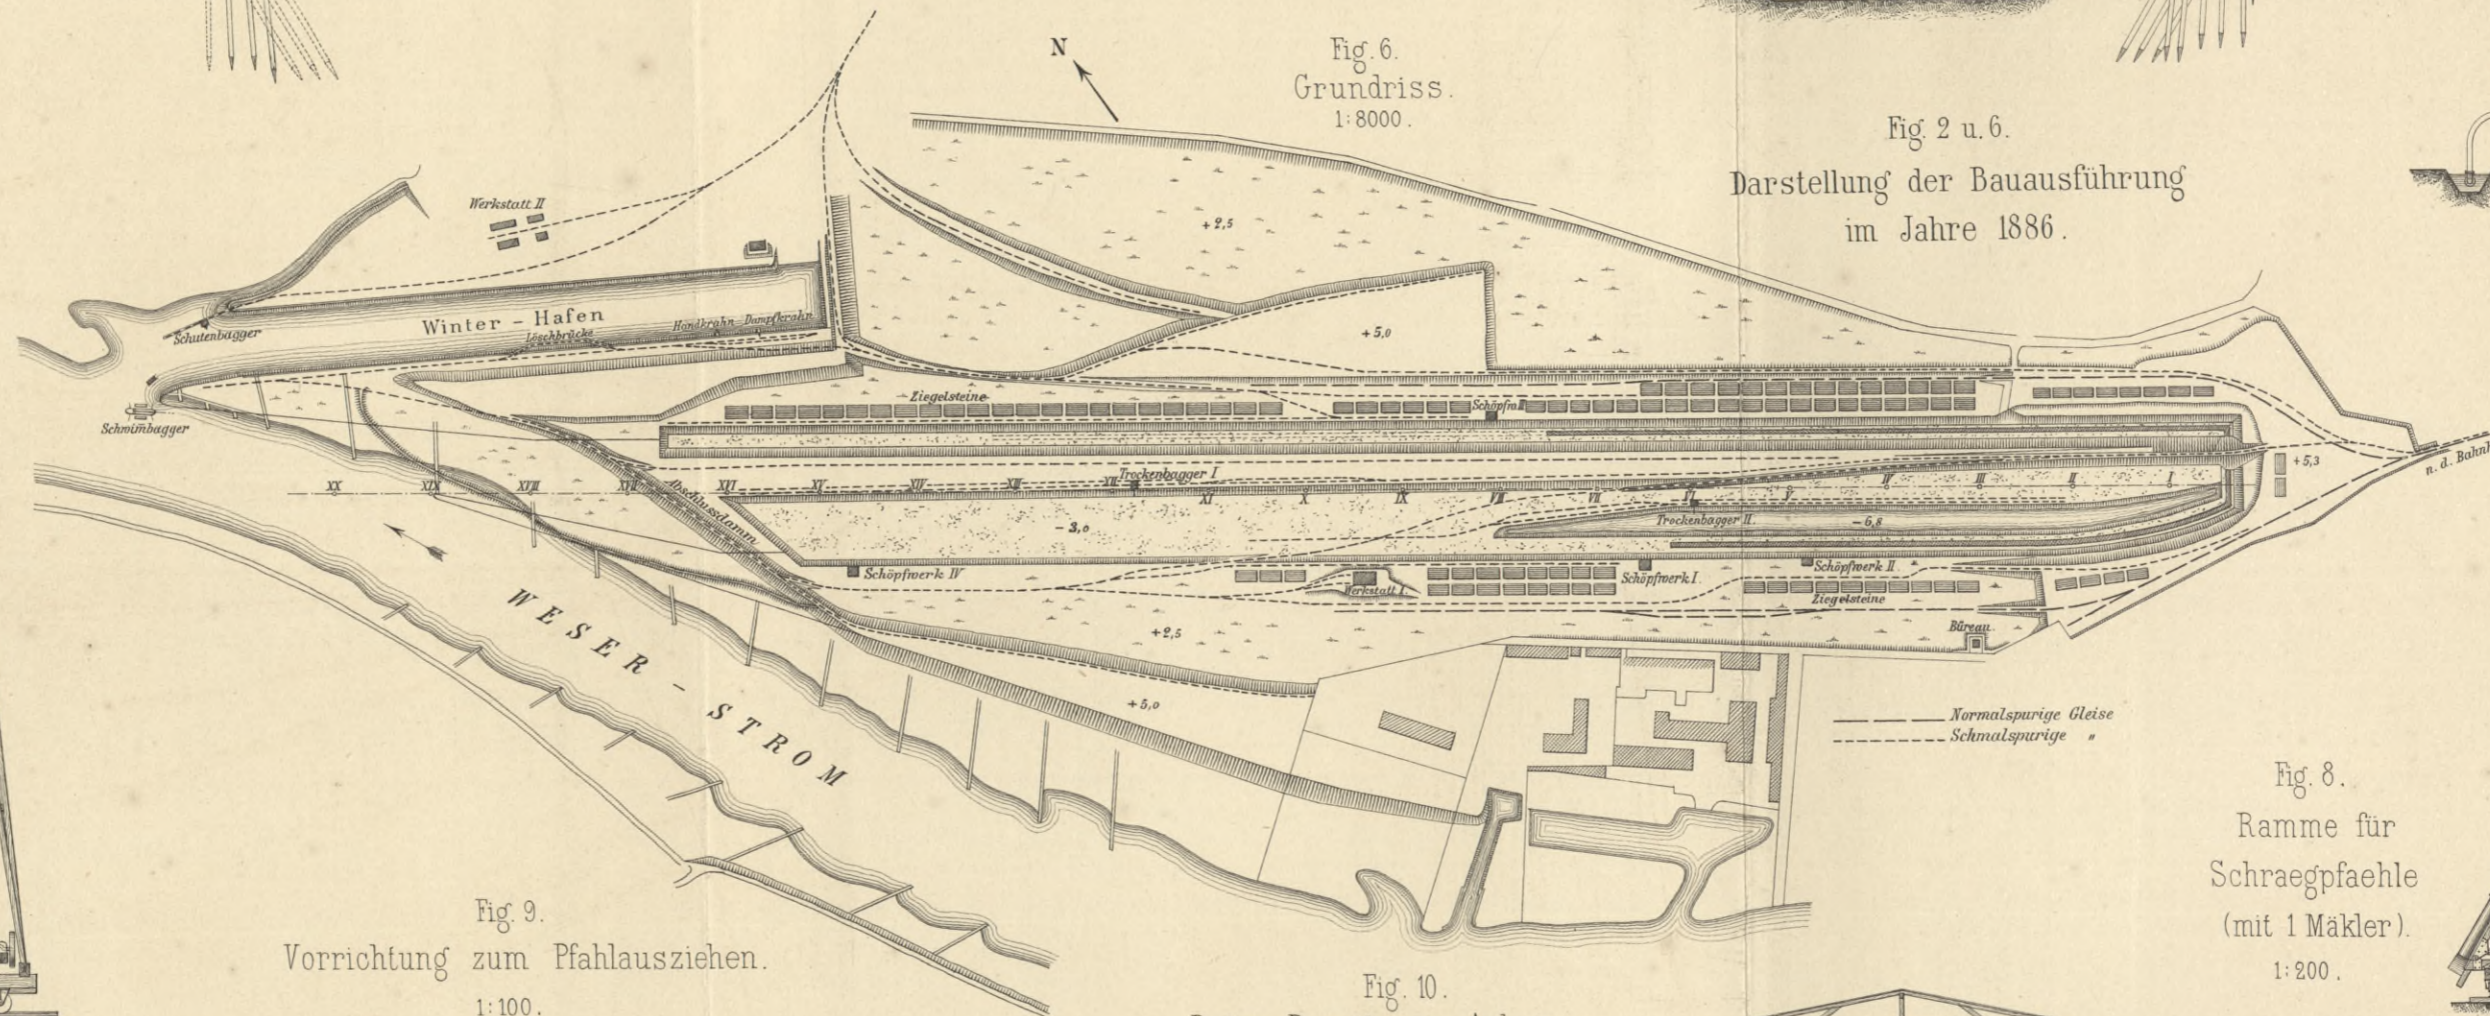 N
Fig. 6.
Grundriss.
1:8000.
Fig. 2 u. 6.
Darstellung der Bauausführung
im Jahre 1886.
Werkstatt II
+2,5
Winter-Hafen
Schutenbagger
Löschbrücke
Handkrahn
Dampfkrahn
+5,0
Schwimbagger
Ziegelsteine
Trockenbagger I
+5,3
n. d. Bahnh
XX
XIX
XVIII
XVII
XVI
XV
XIV
XIII
XII
XI
X
IX
VIII
VII
VI
V
IV
III
II
I
Abschlussdamm
-3,0
Trockenbagger II.
-6,8
Schöpfwerk IV
Werkstatt I.
Schöpfwerk I.
Schöpfwerk II
Ziegelsteine
+2,5
Büreau.
WESER-STROM
+5,0
Normalspurige Gleise
Schmalspurige "
Fig. 8.
Ramme für
Schraegpfaehle
(mit 1 Mäkler).
1:200.
Fig. 9.
Vorrichtung zum Pfahlausziehen.
1:100.
Fig. 10.